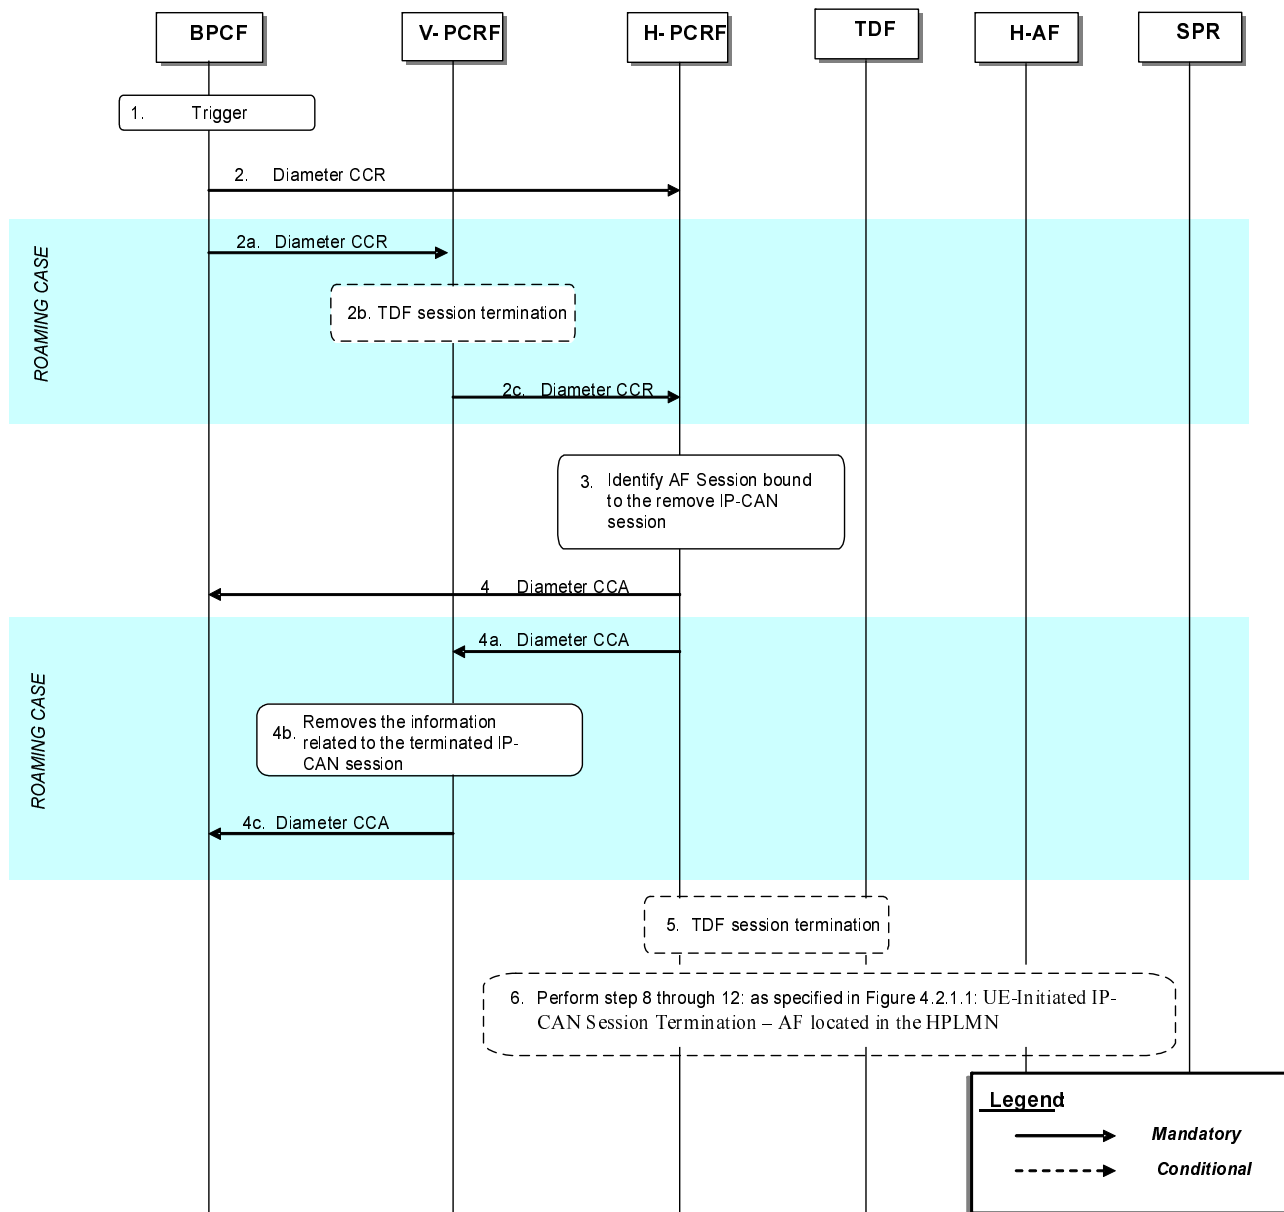 BPCF
V- PCRF
H- PCRF
TDF
H-AF
SPR
1. Trigger
2. Diameter CCR
ROAMING CASE
2a. Diameter CCR
2b. TDF session termination
2c. Diameter CCR
3. Identify AF Session bound
to the remove IP-CAN
session
4 Diameter CCA
ROAMING CASE
4a. Diameter CCA
4b. Removes the information
related to the terminated IP-
CAN session
4c. Diameter CCA
5. TDF session termination
6. Perform step 8 through 12: as specified in Figure 4.2.1.1: UE-Initiated IP-
CAN Session Termination – AF located in the HPLMN
Legend:
Mandatory
Conditional